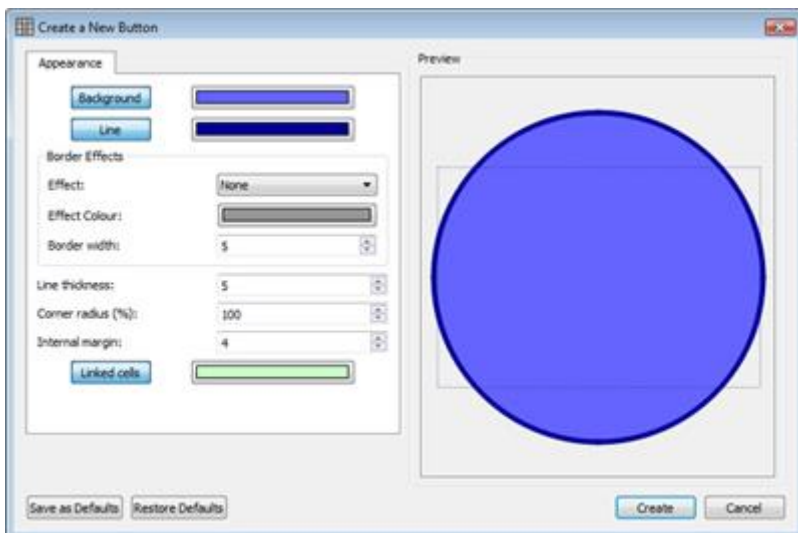 Create a New Button
Appearance
Preview
Background
Line
Border Effects
Effect: None
Effect Colour:
Border width: 5
Line thickness: 5
Corner radius (%): 100
Internal margin: 4
Linked cells
Save as Defaults Restore Defaults Create Cancel